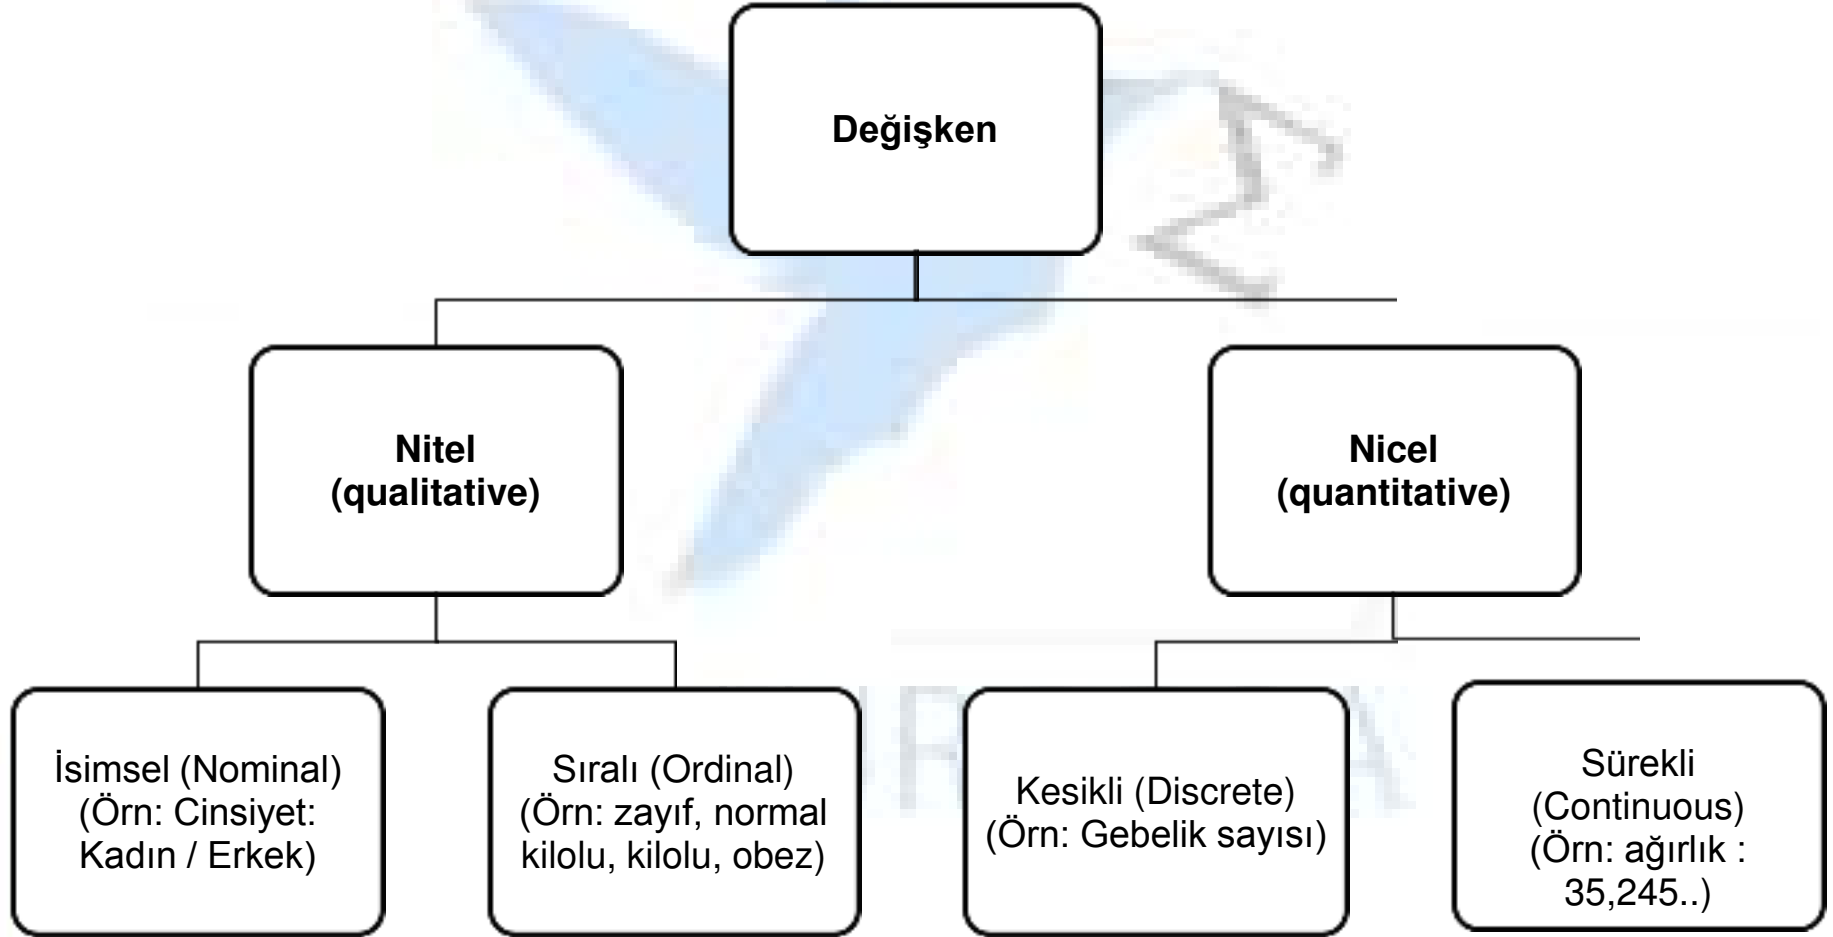 Değişken
Nitel
(qualitative)
Nicel
(quantitative)
İsimsel (Nominal)
(Örn: Cinsiyet:
Kadın / Erkek)
Sıralı (Ordinal)
(Örn: zayıf, normal
kilolu, kilolu, obez)
Kesikli (Discrete)
(Örn: Gebelik sayısı)
Sürekli
(Continuous)
(Örn: ağırlık :
35,245..)